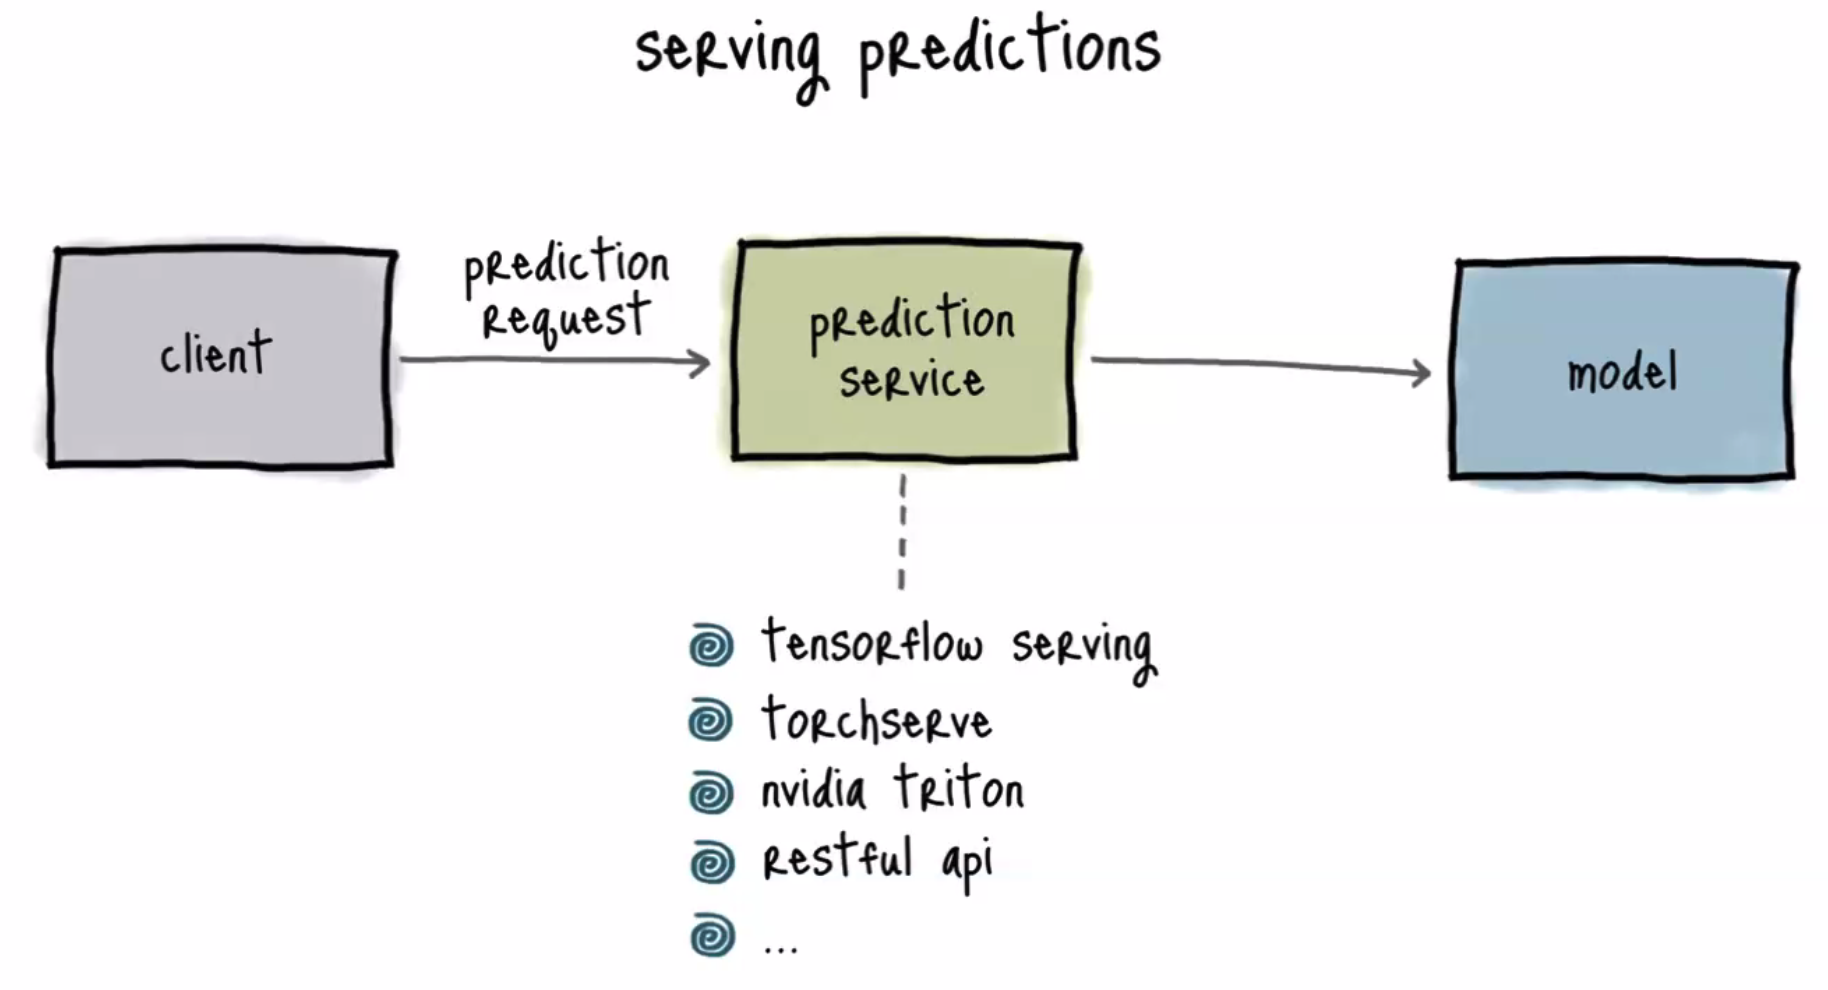 serving predictions
client
prediction
request
prediction
service
model
tensorflow serving
torchserve
nvidia triton
restful api
...